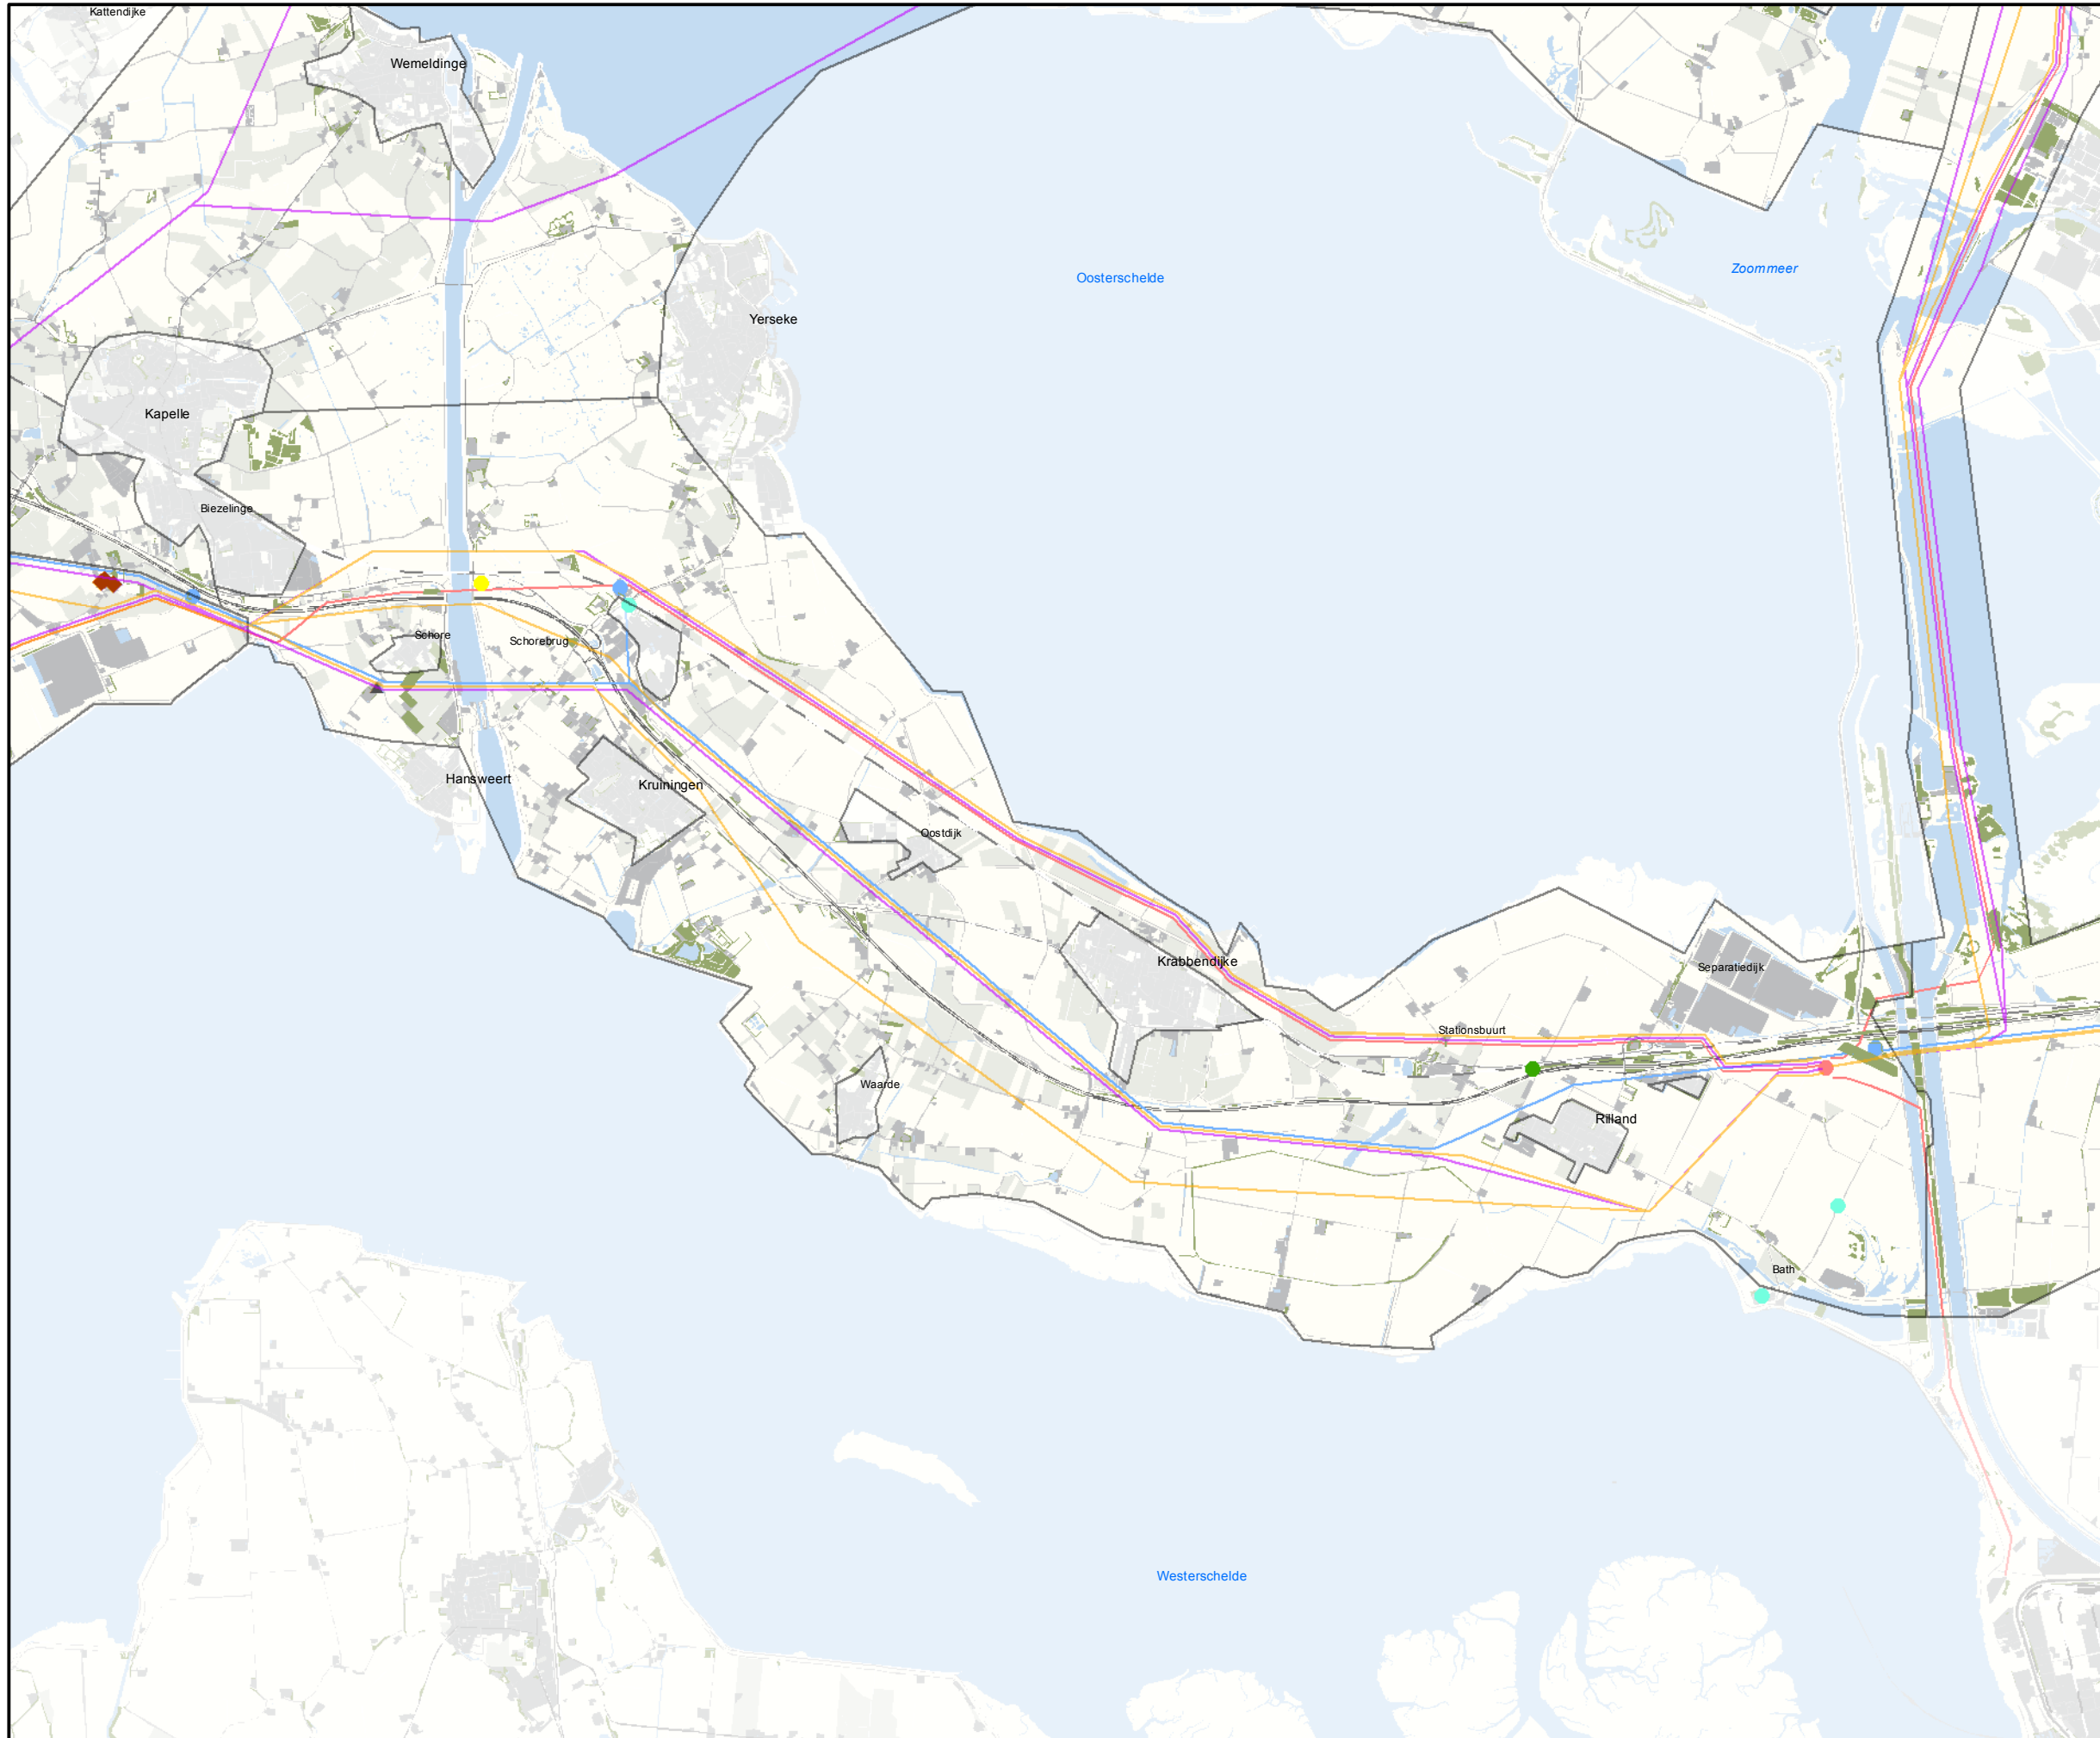 Kattendijke
Wemeldinge
Oosterschelde
Zoommeer
Yerseke
Kapelle
Biezelinge
Schore
Schorebrug
Hansweert
Kruiningen
Oostdijk
Krabbendijke
Separatiedijk
Stationsbuurt
Waarde
Rilland
Bath
Westerschelde